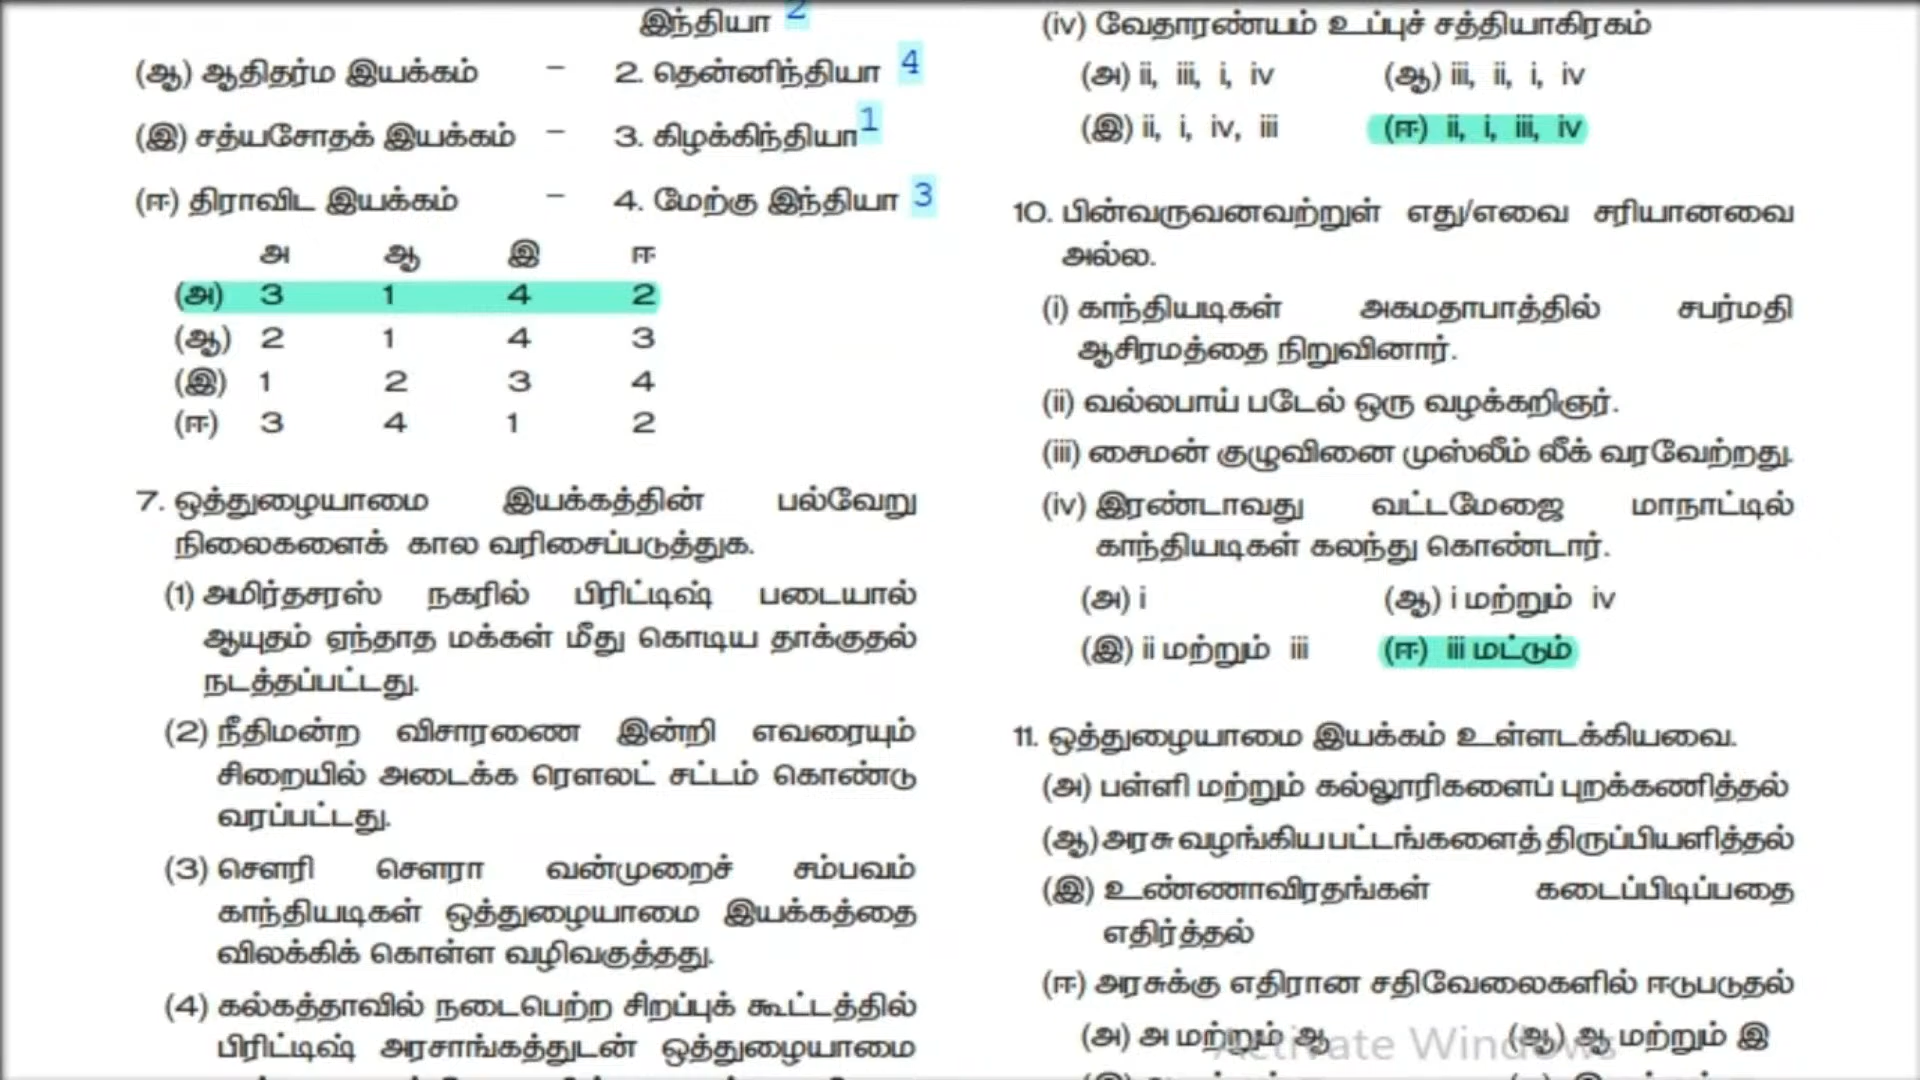 இந்தியா 2
(ஆ) ஆதிதர்ம இயக்கம் – 2. தென்னிந்தியா 4
(இ) சத்யசோதக் இயக்கம் – 3. கிழக்கிந்தியா 1
(ஈ) திராவிட இயக்கம் – 4. மேற்கு இந்தியா 3
அ ஆ இ ஈ
(அ) 3 1 4 2
(ஆ) 2 1 4 3
(இ) 1 2 3 4
(ஈ) 3 4 1 2
7. ஒத்துழையாமை இயக்கத்தின் பல்வேறு
நிலைகளைக் கால வரிசைப்படுத்துக.
(1) அமிர்தசரஸ் நகரில் பிரிட்டிஷ் படையால்
ஆயுதம் ஏந்தாத மக்கள் மீது கொடிய தாக்குதல்
நடத்தப்பட்டது.
(2) நீதிமன்ற விசாரணை இன்றி எவரையும்
சிறையில் அடைக்க ரௌலட் சட்டம் கொண்டு
வரப்பட்டது.
(3) சௌரி சௌரா வன்முறைச் சம்பவம்
காந்தியடிகள் ஒத்துழையாமை இயக்கத்தை
விலக்கிக் கொள்ள வழிவகுத்தது.
(4) கல்கத்தாவில் நடைபெற்ற சிறப்புக் கூட்டத்தில்
பிரிட்டிஷ் அரசாங்கத்துடன் ஒத்துழையாமை
(iv) வேதாரண்யம் உப்புச் சத்தியாகிரகம்
(அ) ii, iii, i, iv (ஆ) iii, ii, i, iv
(இ) ii, i, iv, iii (ஈ) ii, i, iii, iv
10. பின்வருவனவற்றுள் எது/எவை சரியானவை
அல்ல.
(i) காந்தியடிகள் அகமதாபாத்தில் சபர்மதி
ஆசிரமத்தை நிறுவினார்.
(ii) வல்லபாய் படேல் ஒரு வழக்கறிஞர்.
(iii) சைமன் குழுவினை முஸ்லீம் லீக் வரவேற்றது.
(iv) இரண்டாவது வட்டமேஜை மாநாட்டில்
காந்தியடிகள் கலந்து கொண்டார்.
(அ) i (ஆ) i மற்றும் iv
(இ) ii மற்றும் iii (ஈ) iii மட்டும்
11. ஒத்துழையாமை இயக்கம் உள்ளடக்கியவை.
(அ) பள்ளி மற்றும் கல்லூரிகளைப் புறக்கணித்தல்
(ஆ) அரசு வழங்கிய பட்டங்களைத் திருப்பியளித்தல்
(இ) உண்ணாவிரதங்கள் கடைப்பிடிப்பதை
எதிர்த்தல்
(ஈ) அரசுக்கு எதிரான சதிவேலைகளில் ஈடுபடுதல்
(அ) அ மற்றும் ஆ (ஆ) ஆ மற்றும் இ
Activate Windows